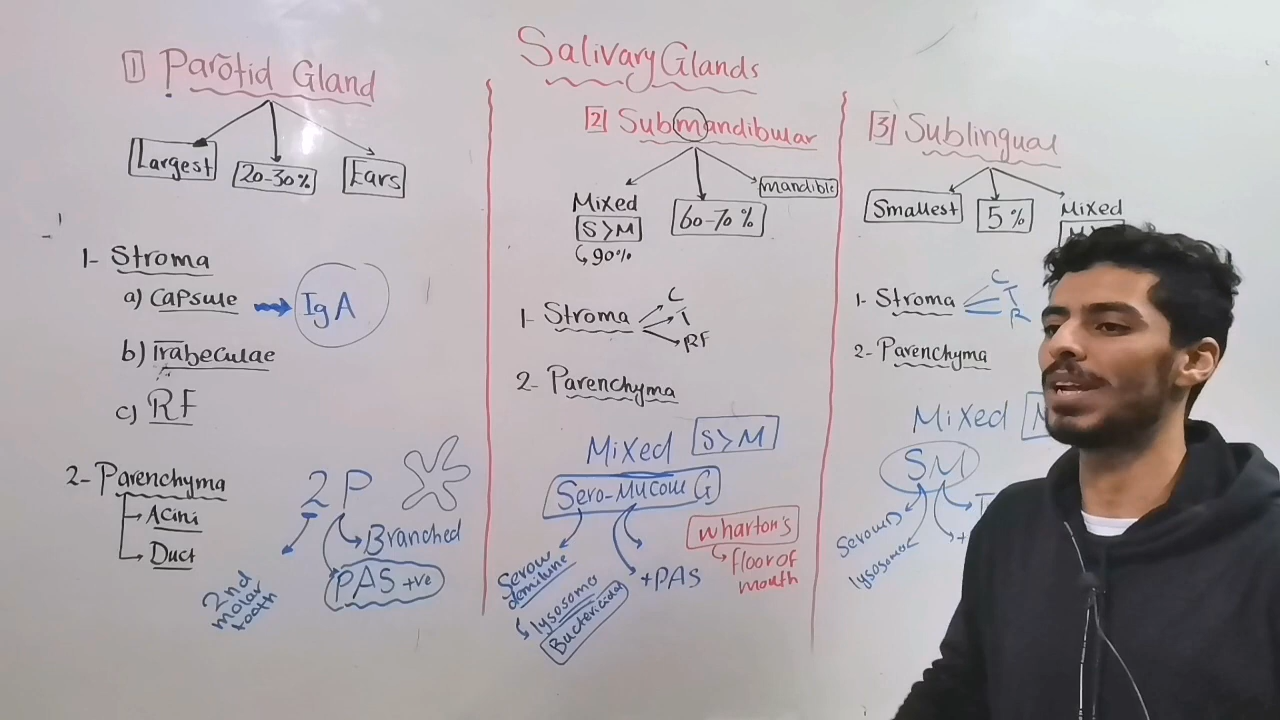 Salivary Glands
1 Parotid Gland
Largest
20-30%
Ears
1- Stroma
a) Capsule → IgA
b) Trabeculae
c) RF
2- Parenchyma
Acini
Duct
2 P
Branched
PAS +ve
2nd
molar
tooth
2 Submandibular
Mixed
S>M
90%
60-70%
mandible
1- Stroma
C
T
RF
2- Parenchyma
Mixed S>M
Sero-Mucous G
Serous
demilune
lysosome
Buctericidal
+PAS
Wharton's
floor of
mouth
3 Sublingual
Smallest
5%
Mixed
1- Stroma
C
T
R
2- Parenchyma
Mixed
SM
Serous
lysosome
+